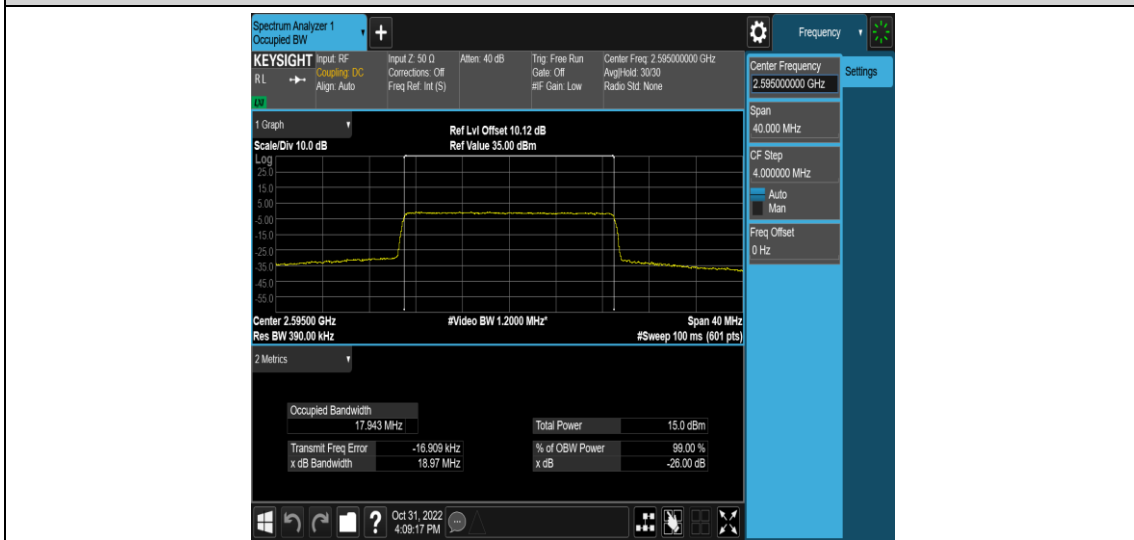 Spectrum Analyzer 1
Occupied BW
+
Frequency
KEYSIGHT
RL
LNI
Input: RF
Coupling: DC
Align: Auto
Input Z: 50 Ω
Corrections: Off
Freq Ref: Int (S)
Atten: 40 dB
Trig: Free Run
Gate: Off
#IF Gain: Low
Center Freq: 2.595000000 GHz
Avg|Hold: 30/30
Radio Std: None
Center Frequency
2.595000000 GHz
Settings
Span
40.000 MHz
CF Step
4.000000 MHz
Auto
Man
Freq Offset
0 Hz
1 Graph
Scale/Div 10.0 dB
Ref Lvl Offset 10.12 dB
Ref Value 35.00 dBm
Log
25.0
15.0
5.00
-5.00
-15.0
-25.0
-35.0
-45.0
-55.0
Center 2.59500 GHz
#Video BW 1.2000 MHz*
Span 40 MHz
Res BW 390.00 kHz
#Sweep 100 ms (601 pts)
2 Metrics
Occupied Bandwidth
17.943 MHz
Total Power 15.0 dBm
Transmit Freq Error -16.909 kHz
% of OBW Power 99.00 %
x dB Bandwidth 18.97 MHz
x dB -26.00 dB
?
Oct 31, 2022
4:09:17 PM